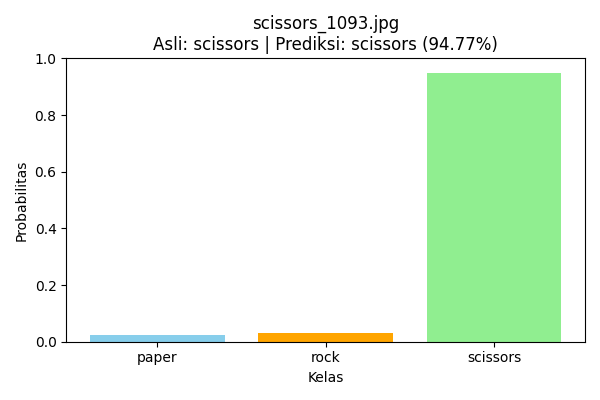 scissors_1093.jpg
Asli: scissors | Prediksi: scissors (94.77%)
1.0
0.8
0.6
0.4
0.2
0.0
Probabilitas
paper
rock
scissors
Kelas